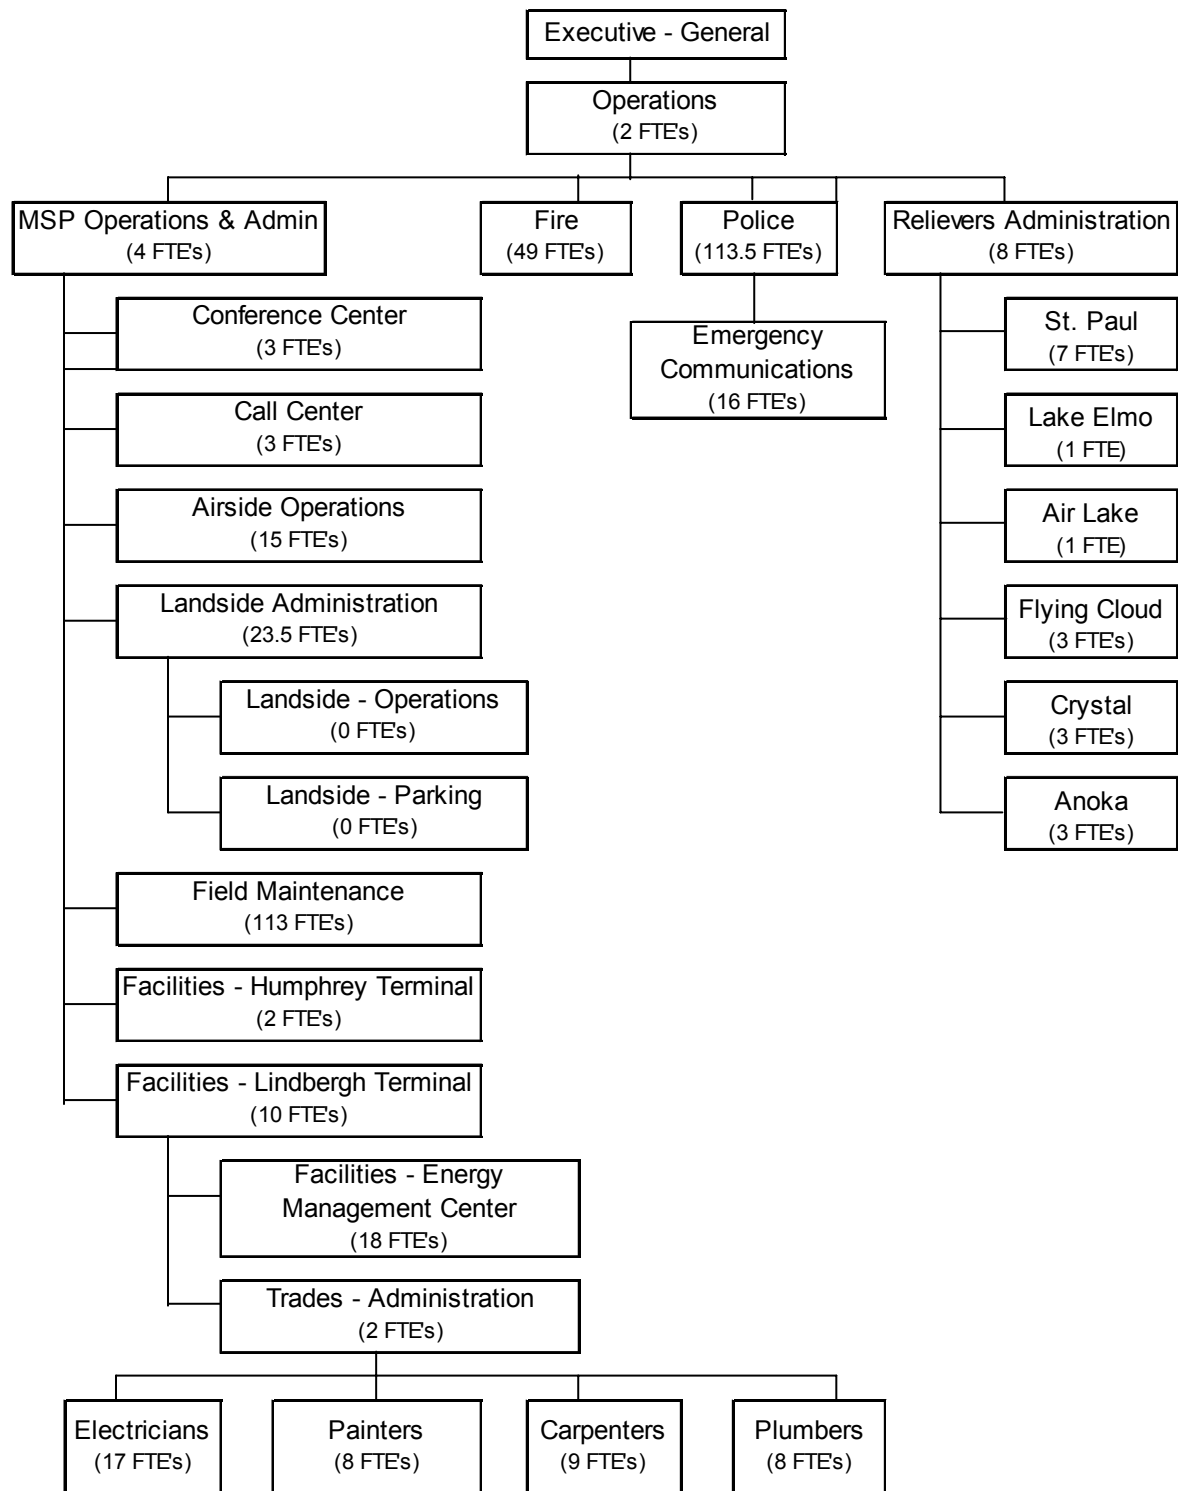 Executive - General
Operations
(2 FTE's)
MSP Operations & Admin
(4 FTE's)
Fire
(49 FTE's)
Police
(113.5 FTE's)
Relievers Administration
(8 FTE's)
Conference Center
(3 FTE's)
Call Center
(3 FTE's)
Airside Operations
(15 FTE's)
Landside Administration
(23.5 FTE's)
Landside - Operations
(0 FTE's)
Landside - Parking
(0 FTE's)
Field Maintenance
(113 FTE's)
Facilities - Humphrey Terminal
(2 FTE's)
Facilities - Lindbergh Terminal
(10 FTE's)
Facilities - Energy
Management Center
(18 FTE's)
Trades - Administration
(2 FTE's)
Electricians
(17 FTE's)
Painters
(8 FTE's)
Carpenters
(9 FTE's)
Plumbers
(8 FTE's)
Emergency
Communications
(16 FTE's)
St. Paul
(7 FTE's)
Lake Elmo
(1 FTE)
Air Lake
(1 FTE)
Flying Cloud
(3 FTE's)
Crystal
(3 FTE's)
Anoka
(3 FTE's)